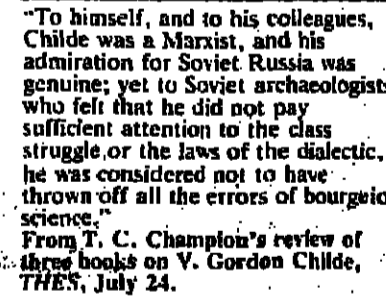 "To himself, and to his colleagues,
Childe was a Marxist, and his
admiration for Soviet Russia was
genuine; yet to Soviet archaeologists
who felt that he did not pay
sufficient attention to the class
struggle, or the laws of the dialectic,
he was considered not to have
thrown off all the errors of bourgeio
science."
From T. C. Champion's review of
three books on V. Gordon Childe,
THES, July 24.